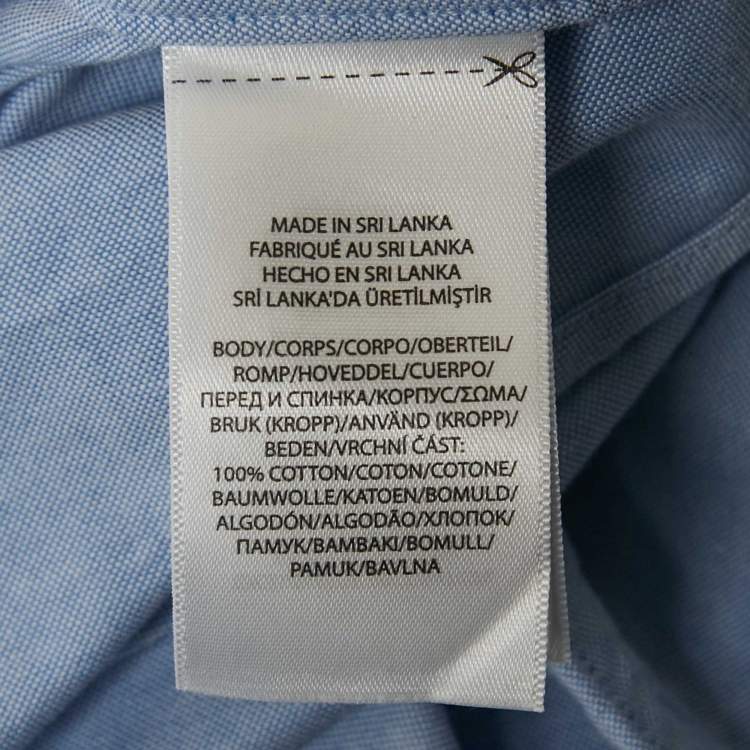 MADE IN SRI LANKA
FABRIQUÉ AU SRI LANKA
HECHO EN SRI LANKA
SRİ LANKA'DA ÜRETİLMİŞTİR
BODY/CORPS/CORPO/OBERTEIL/
ROMP/HOVEDDEL/CUERPO/
ПЕРЕД И СПИНКА/КОРПУС/ΣΩΜΑ/
BRUK (KROPP)/ANVÄND (KROPP)/
BEDEN/VRCHNÍ ČÁST:
100% COTTON/COTON/COTONE/
BAUMWOLLE/KATOEN/BOMULD/
ALGODÓN/ALGODÃO/ХЛОПОК/
ПАМУК/ΒΑΜΒΑΚΙ/BOMULL/
PAMUK/BAVLNA